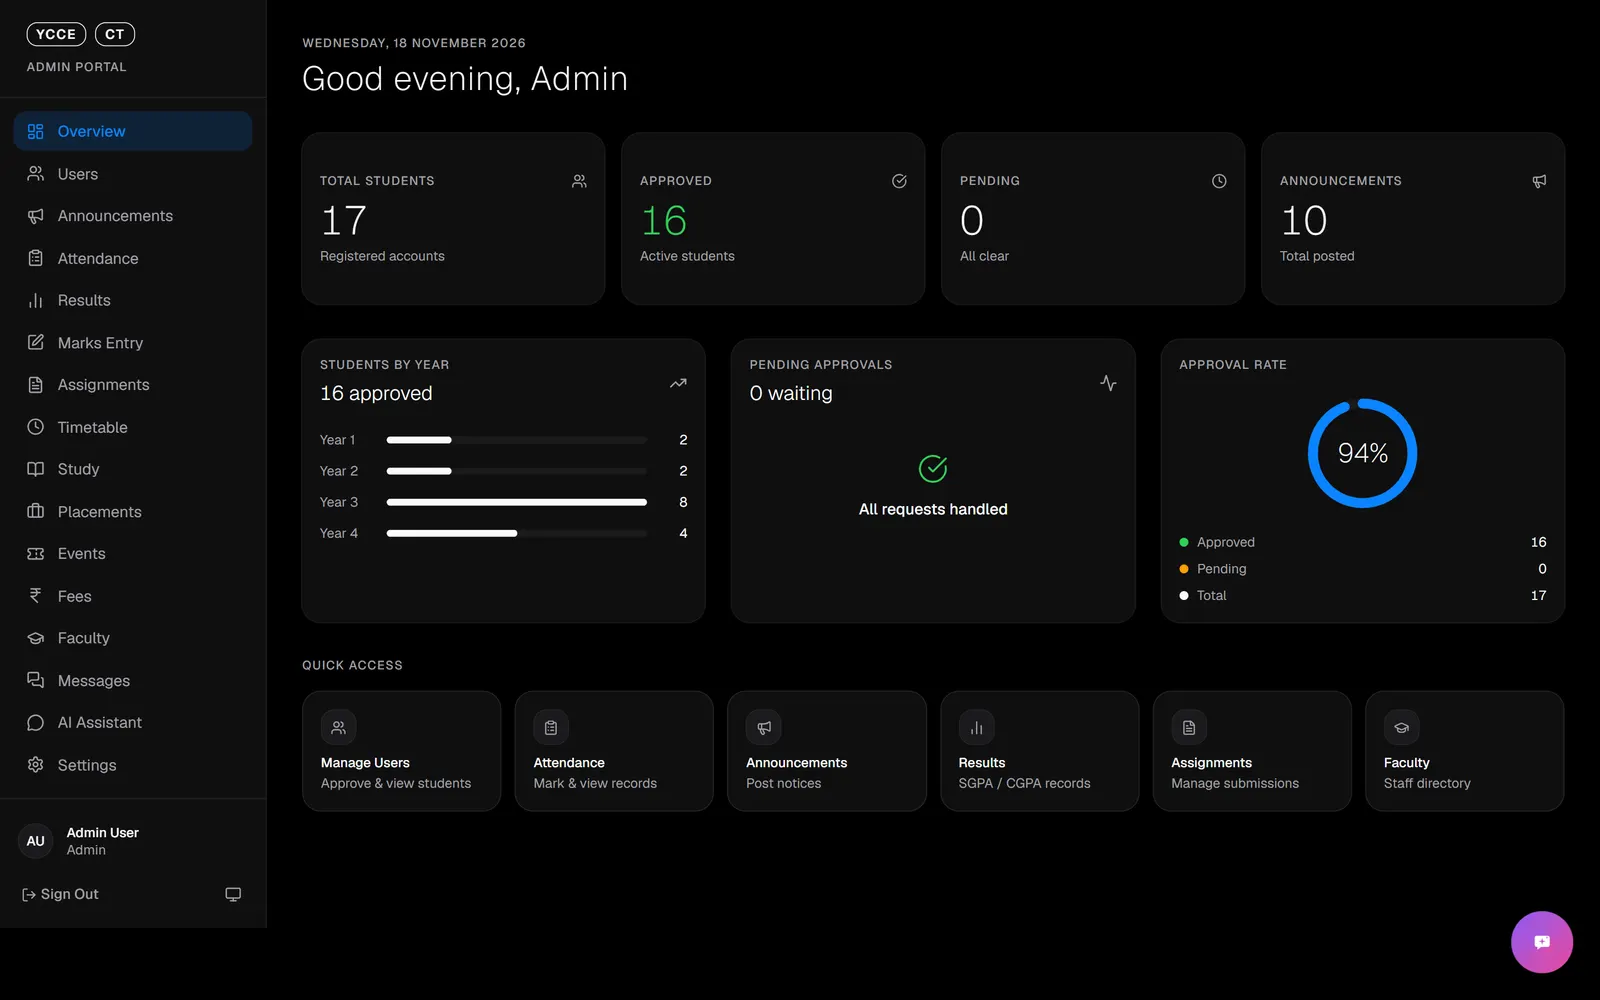 YCCE CT
ADMIN PORTAL
Overview
Users
Announcements
Attendance
Results
Marks Entry
Assignments
Timetable
Study
Placements
Events
Fees
Faculty
Messages
AI Assistant
Settings
AU
Admin User
Admin
Sign Out
WEDNESDAY, 18 NOVEMBER 2026
Good evening, Admin
TOTAL STUDENTS
17
Registered accounts
APPROVED
16
Active students
PENDING
0
All clear
ANNOUNCEMENTS
10
Total posted
STUDENTS BY YEAR
16 approved
Year 1 2
Year 2 2
Year 3 8
Year 4 4
PENDING APPROVALS
0 waiting
All requests handled
APPROVAL RATE
94%
Approved 16
Pending 0
Total 17
QUICK ACCESS
Manage Users
Approve & view students
Attendance
Mark & view records
Announcements
Post notices
Results
SGPA / CGPA records
Assignments
Manage submissions
Faculty
Staff directory